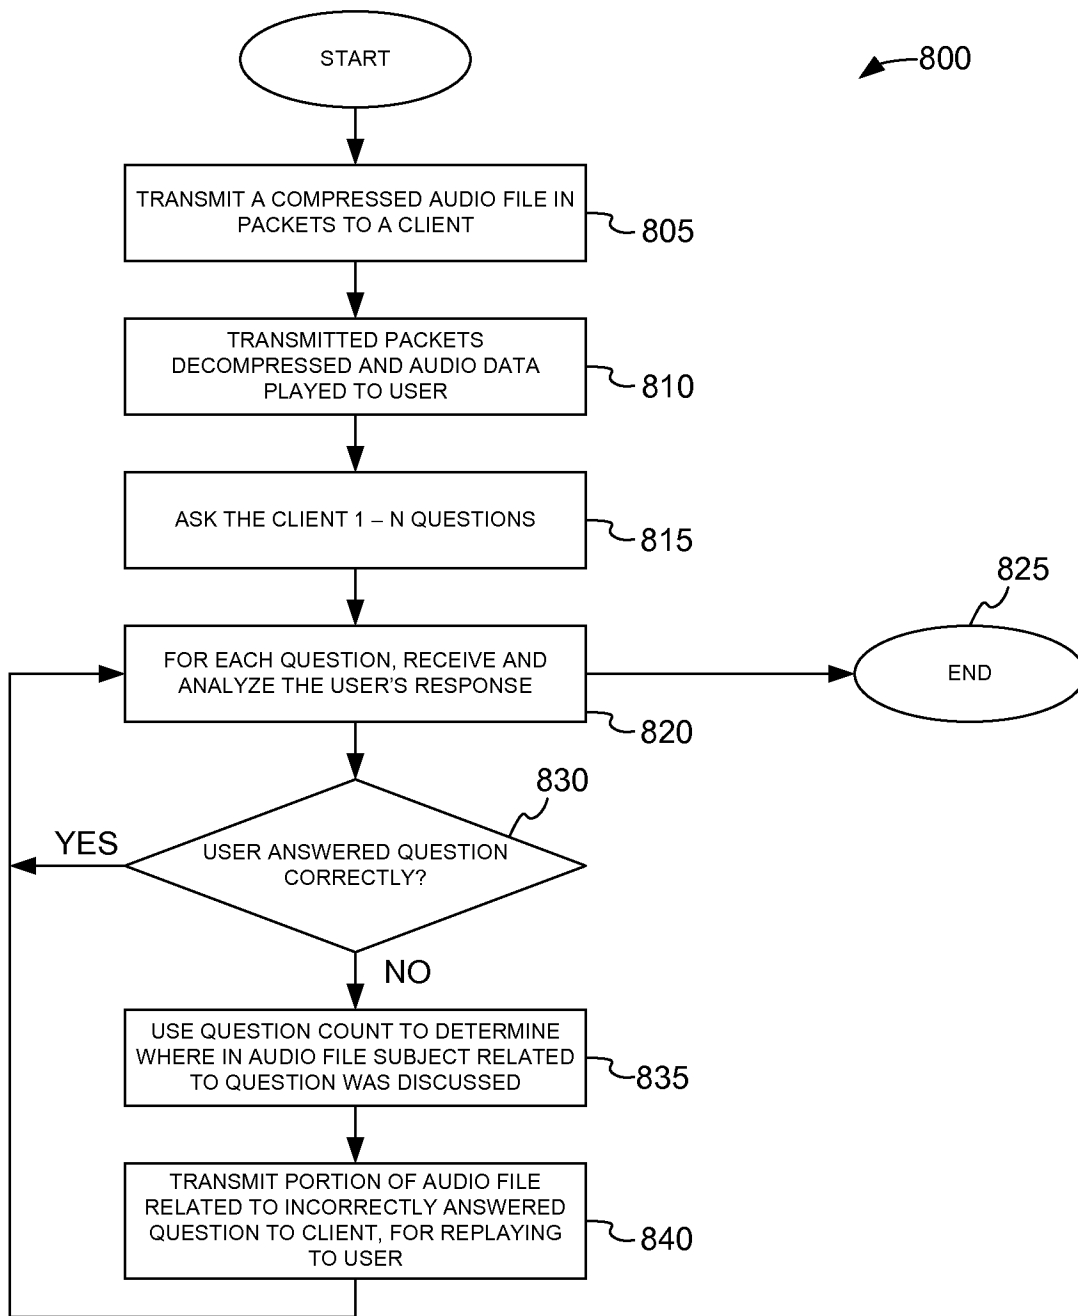 START
800
TRANSMIT A COMPRESSED AUDIO FILE IN
PACKETS TO A CLIENT
805
TRANSMITTED PACKETS
DECOMPRESSED AND AUDIO DATA
PLAYED TO USER
810
ASK THE CLIENT 1 – N QUESTIONS
815
825
FOR EACH QUESTION, RECEIVE AND
ANALYZE THE USER'S RESPONSE
END
820
830
YES
USER ANSWERED QUESTION
CORRECTLY?
NO
USE QUESTION COUNT TO DETERMINE
WHERE IN AUDIO FILE SUBJECT RELATED
TO QUESTION WAS DISCUSSED
835
TRANSMIT PORTION OF AUDIO FILE
RELATED TO INCORRECTLY ANSWERED
QUESTION TO CLIENT, FOR REPLAYING
TO USER
840